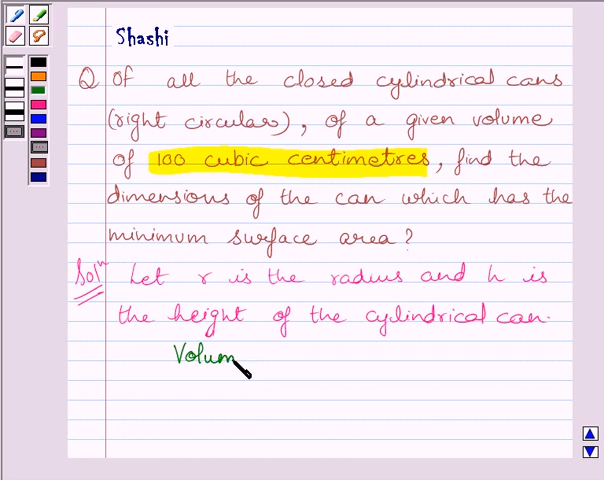 Shashi
Q Of all the closed cylindrical cans
(right circular), of a given volume
of 100 cubic centimetres, find the
dimensions of the can which has the
minimum surface area?
Solⁿ Let r is the radius and h is
the height of the cylindrical can.
Volum